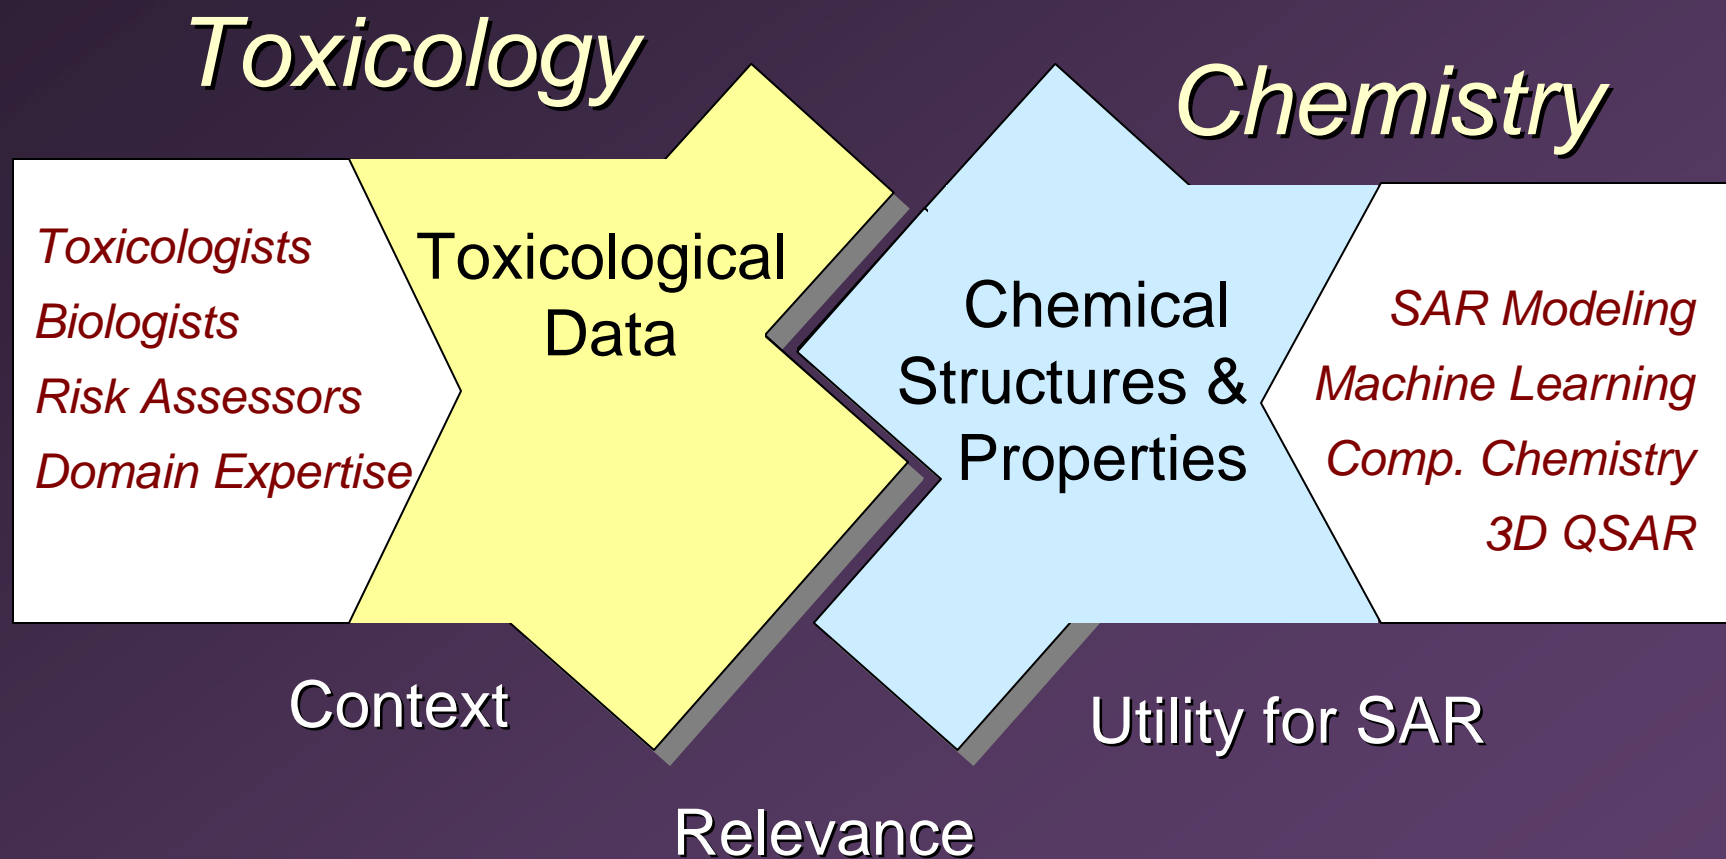 Toxicology
Chemistry
Toxicologists
Biologists
Risk Assessors
Domain Expertise
Toxicological
Data
Chemical
Structures &
Properties
SAR Modeling
Machine Learning
Comp. Chemistry
3D QSAR
Context
Utility for SAR
Relevance